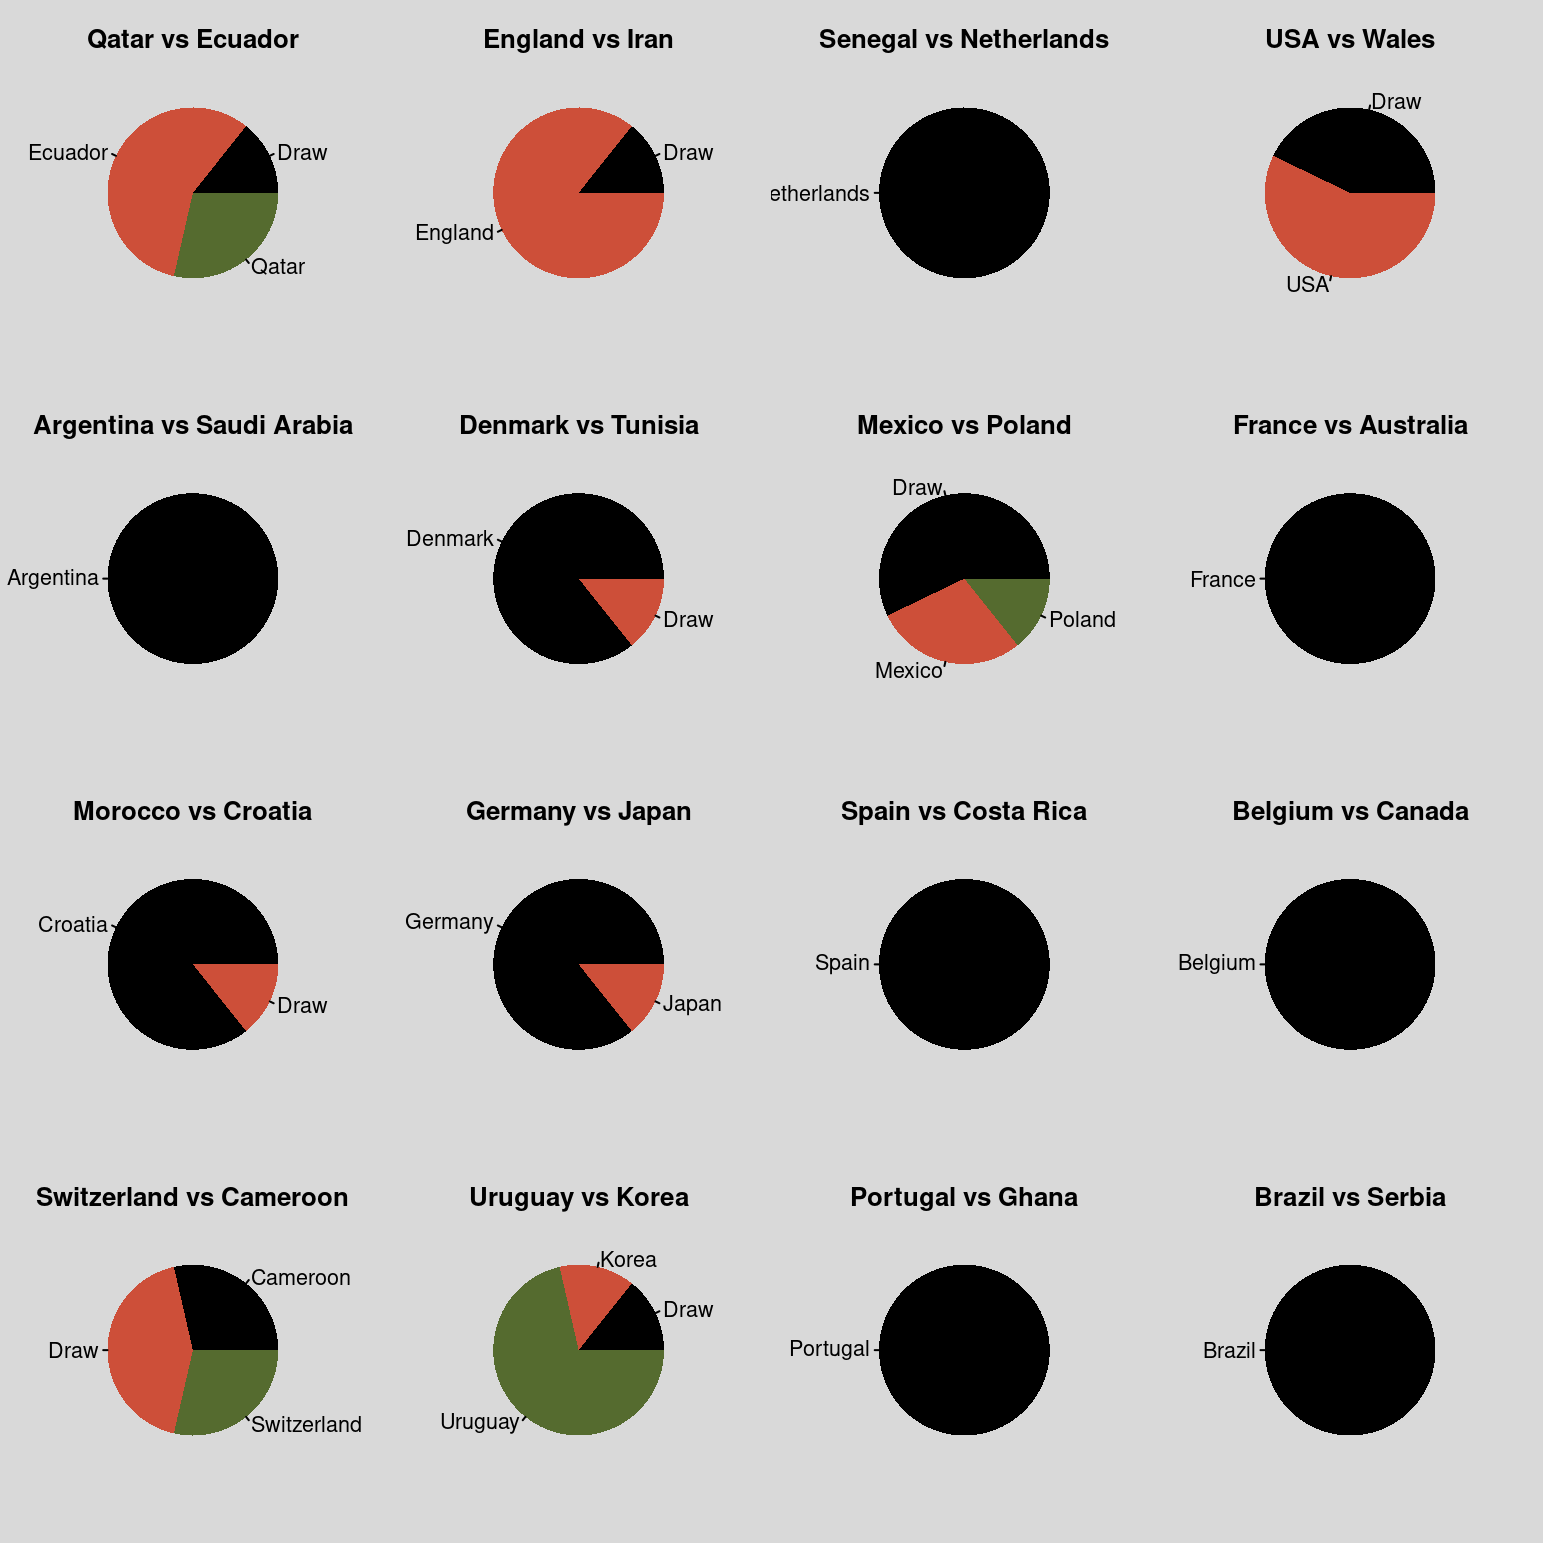 Qatar vs Ecuador
Draw
Ecuador
Qatar
England vs Iran
Draw
England
Senegal vs Netherlands
etherlands
USA vs Wales
Draw
USA
Argentina vs Saudi Arabia
Argentina
Denmark vs Tunisia
Denmark
Draw
Mexico vs Poland
Draw
Mexico
Poland
France vs Australia
France
Morocco vs Croatia
Croatia
Draw
Germany vs Japan
Germany
Japan
Spain vs Costa Rica
Spain
Belgium vs Canada
Belgium
Switzerland vs Cameroon
Cameroon
Draw
Switzerland
Uruguay vs Korea
Korea
Draw
Uruguay
Portugal vs Ghana
Portugal
Brazil vs Serbia
Brazil